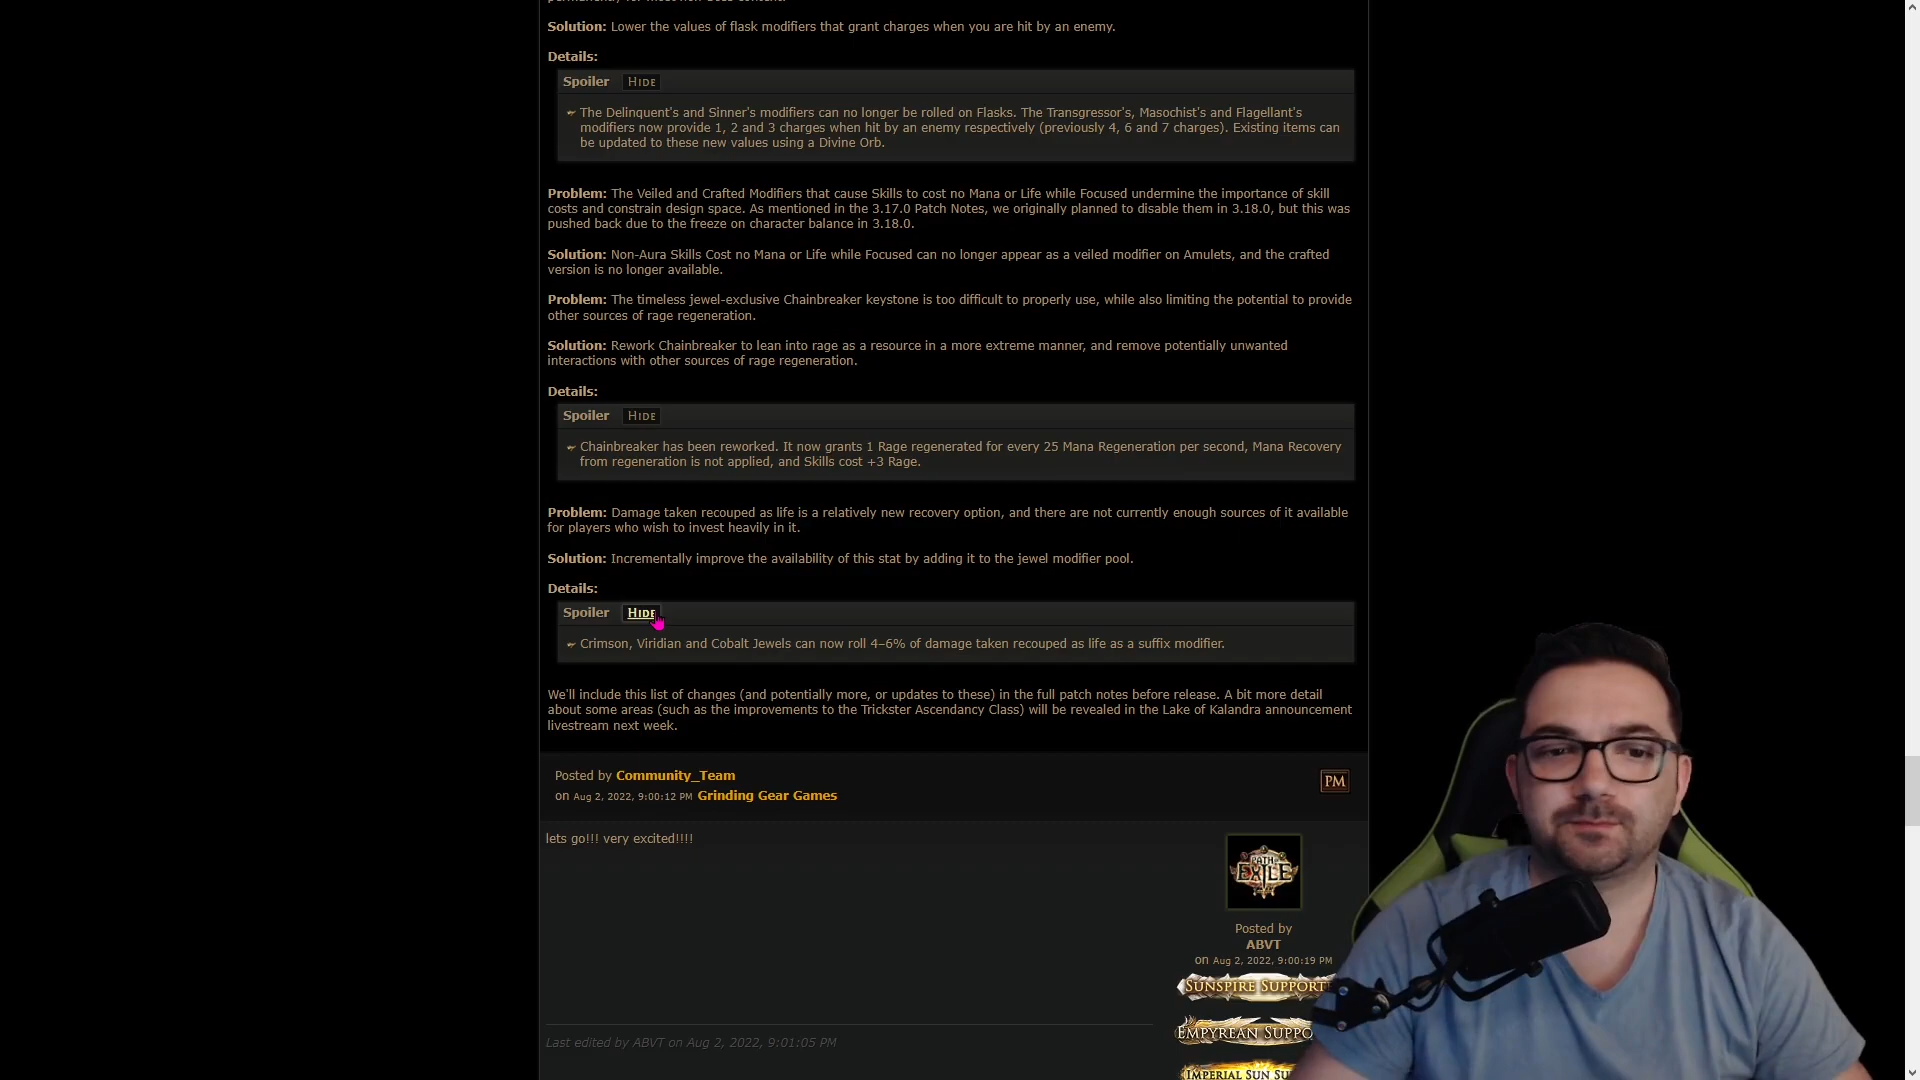 Solution: Lower the values of flask modifiers that grant charges when you are hit by an enemy.
Details:
Spoiler HIDE
The Delinquent's and Sinner's modifiers can no longer be rolled on Flasks. The Transgressor's, Masochist's and Flagellant's
modifiers now provide 1, 2 and 3 charges when hit by an enemy respectively (previously 4, 6 and 7 charges). Existing items can
be updated to these new values using a Divine Orb.
Problem: The Veiled and Crafted Modifiers that cause Skills to cost no Mana or Life while Focused undermine the importance of skill
costs and constrain design space. As mentioned in the 3.17.0 Patch Notes, we originally planned to disable them in 3.18.0, but this was
pushed back due to the freeze on character balance in 3.18.0.
Solution: Non-Aura Skills Cost no Mana or Life while Focused can no longer appear as a veiled modifier on Amulets, and the crafted
version is no longer available.
Problem: The timeless jewel-exclusive Chainbreaker keystone is too difficult to properly use, while also limiting the potential to provide
other sources of rage regeneration.
Solution: Rework Chainbreaker to lean into rage as a resource in a more extreme manner, and remove potentially unwanted
interactions with other sources of rage regeneration.
Details:
Spoiler HIDE
Chainbreaker has been reworked. It now grants 1 Rage regenerated for every 25 Mana Regeneration per second, Mana Recovery
from regeneration is not applied, and Skills cost +3 Rage.
Problem: Damage taken recouped as life is a relatively new recovery option, and there are not currently enough sources of it available
for players who wish to invest heavily in it.
Solution: Incrementally improve the availability of this stat by adding it to the jewel modifier pool.
Details:
Spoiler HIDE
Crimson, Viridian and Cobalt Jewels can now roll 4–6% of damage taken recouped as life as a suffix modifier.
We'll include this list of changes (and potentially more, or updates to these) in the full patch notes before release. A bit more detail
about some areas (such as the improvements to the Trickster Ascendancy Class) will be revealed in the Lake of Kalandra announcement
livestream next week.
Posted by Community_Team
on Aug 2, 2022, 9:00:12 PM Grinding Gear Games
PM
lets go!!! very excited!!!!
PATH OF EXILE
Posted by
ABVT
on Aug 2, 2022, 9:00:19 PM
SUNSPIRE SUPPORT
EMPYREAN SUPPO
IMPERIAL SUN SU
Last edited by ABVT on Aug 2, 2022, 9:01:05 PM